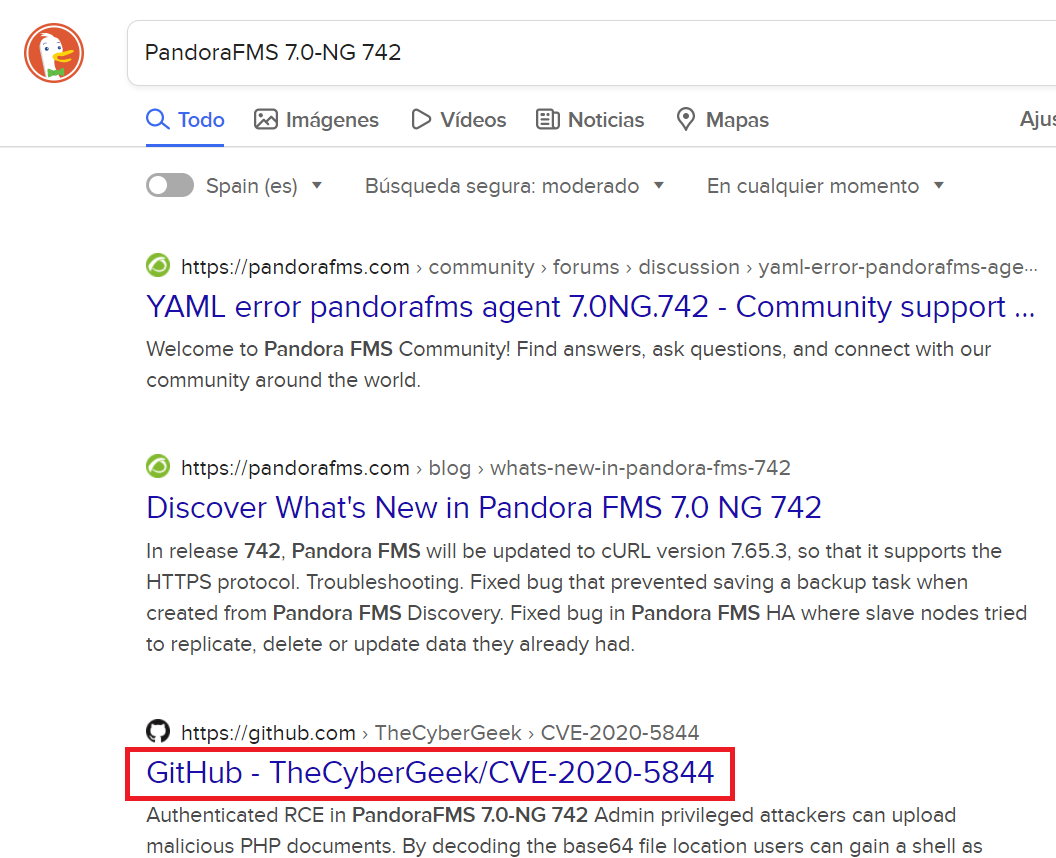 PandoraFMS 7.0-NG 742
Todo Imágenes Vídeos Noticias Mapas
Spain (es) Búsqueda segura: moderado En cualquier momento
https://pandorafms.com › community › forums › discussion › yaml-error-pandorafms-age...
YAML error pandorafms agent 7.0NG.742 - Community support ...
Welcome to Pandora FMS Community! Find answers, ask questions, and connect with our
community around the world.
https://pandorafms.com › blog › whats-new-in-pandora-fms-742
Discover What's New in Pandora FMS 7.0 NG 742
In release 742, Pandora FMS will be updated to cURL version 7.65.3, so that it supports the
HTTPS protocol. Troubleshooting. Fixed bug that prevented saving a backup task when
created from Pandora FMS Discovery. Fixed bug in Pandora FMS HA where slave nodes tried
to replicate, delete or update data they already had.
https://github.com › TheCyberGeek › CVE-2020-5844
GitHub - TheCyberGeek/CVE-2020-5844
Authenticated RCE in PandoraFMS 7.0-NG 742 Admin privileged attackers can upload
malicious PHP documents. By decoding the base64 file location users can gain a shell as